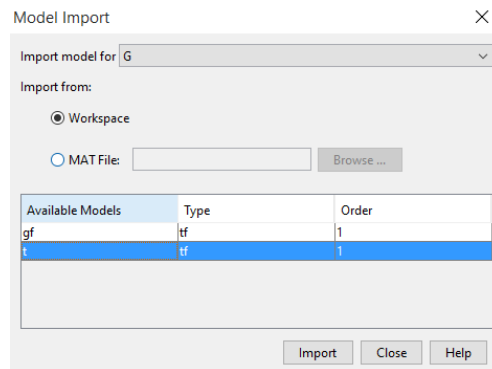 Model Import
Import model for G
Import from:
Workspace
MAT File: Browse ...
Available Models Type Order
gf tf 1
t tf 1
Import Close Help